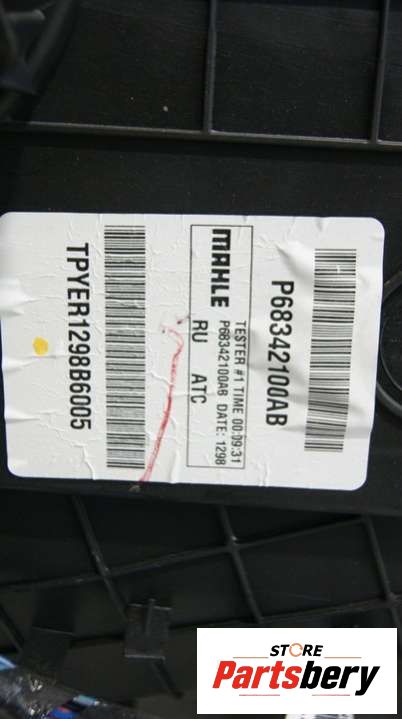 P68342100AB
MAHLE
TESTER #1 TIME 00:09:31
P68342100AB DATE: 1298
RU ATC
TPYER1298B6005
STORE
Partsbery